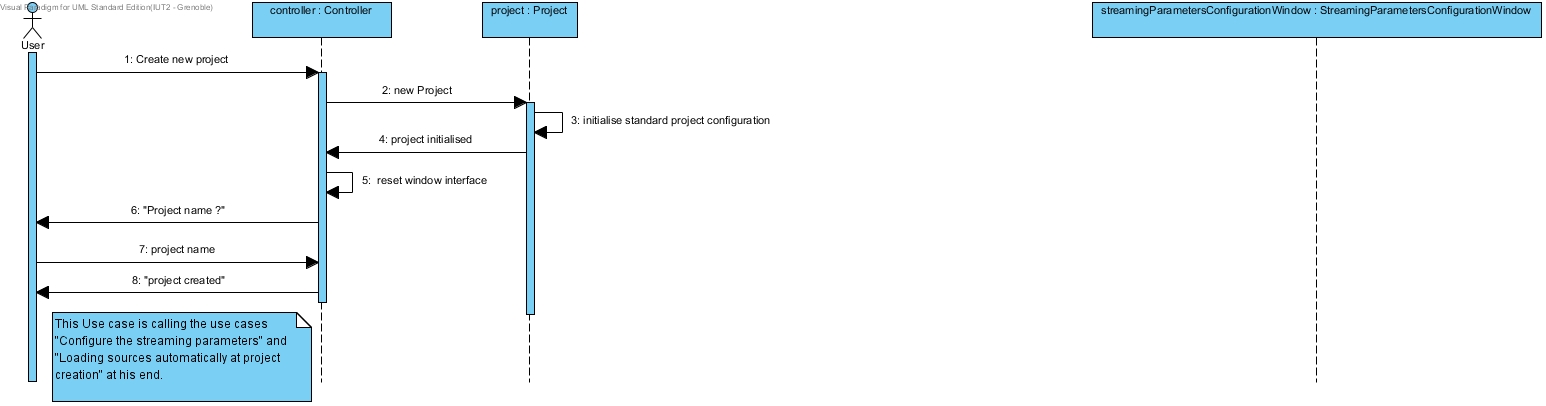 Visual Paradigm for UML Standard Edition(IUT2 - Grenoble)
controller : Controller
project : Project
streamingParametersConfigurationWindow : StreamingParametersConfigurationWindow
User
1: Create new project
2: new Project
3: initialise standard project configuration
4: project initialised
5:  reset window interface
6: "Project name ?"
7: project name
8: "project created"
This Use case is calling the use cases
"Configure the streaming parameters" and
"Loading sources automatically at project
creation" at his end.